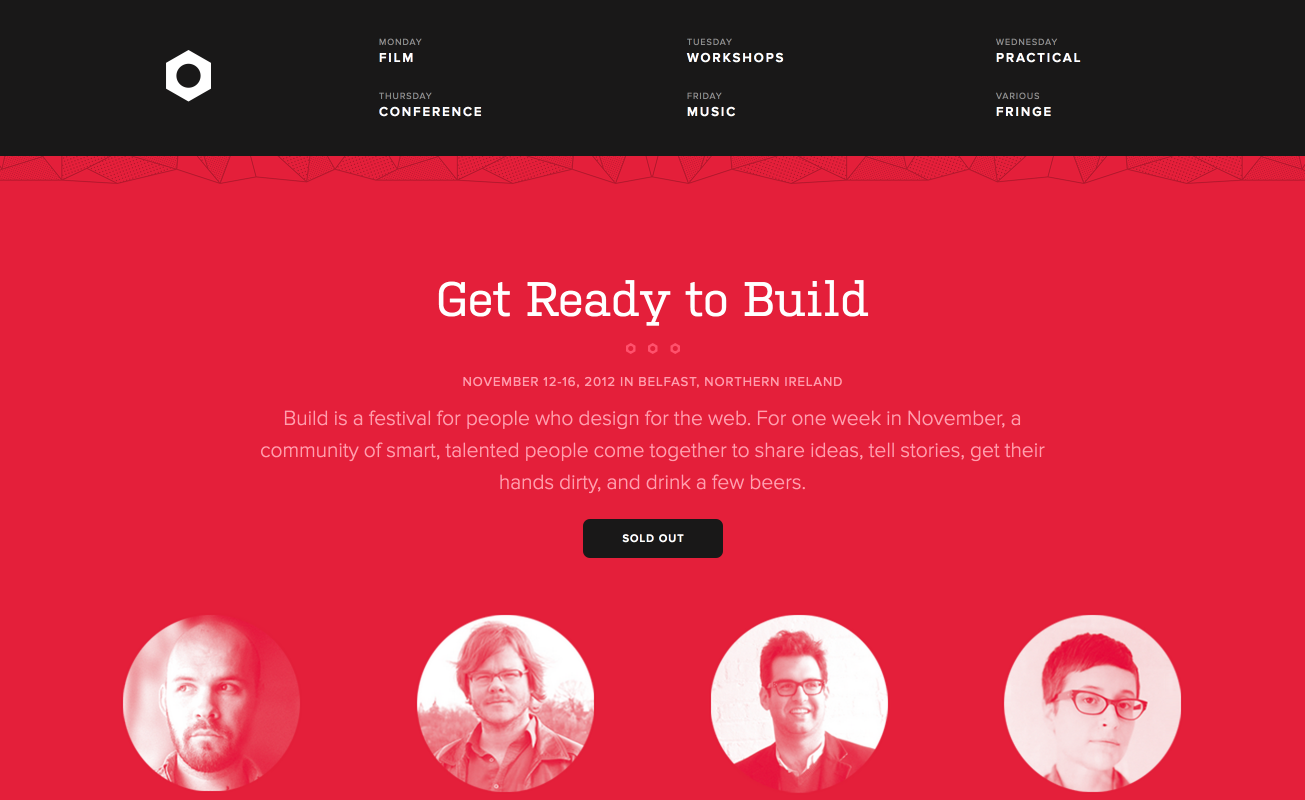 MONDAY
FILM
TUESDAY
WORKSHOPS
WEDNESDAY
PRACTICAL
THURSDAY
CONFERENCE
FRIDAY
MUSIC
VARIOUS
FRINGE
Get Ready to Build
NOVEMBER 12-16, 2012 IN BELFAST, NORTHERN IRELAND
Build is a festival for people who design for the web. For one week in November, a
community of smart, talented people come together to share ideas, tell stories, get their
hands dirty, and drink a few beers.
SOLD OUT